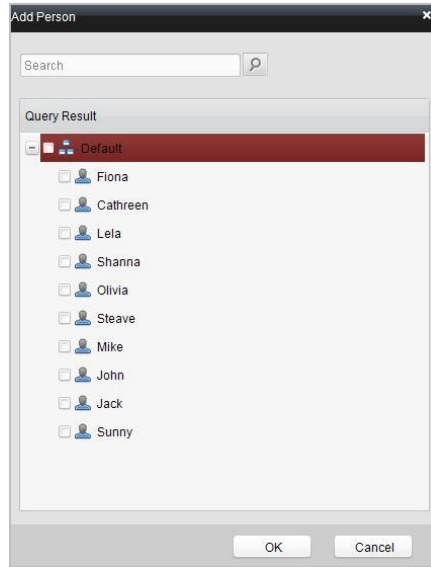 Add Person
Search
Query Result
Default
Fiona
Cathreen
Lela
Shanna
Olivia
Steave
Mike
John
Jack
Sunny
OK Cancel